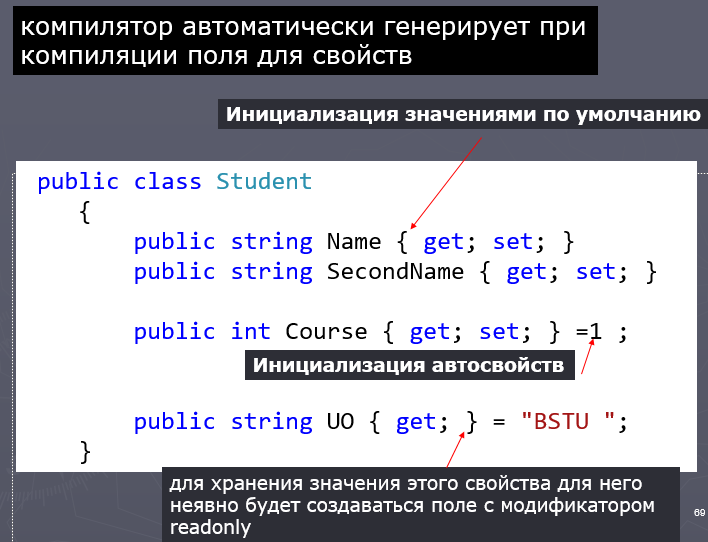 компилятор автоматически генерирует при
компиляции поля для свойств
Инициализация значениями по умолчанию
public class Student
{
public string Name { get; set; }
public string SecondName { get; set; }
public int Course { get; set; } =1 ;
Инициализация автосвойств
public string UO { get; } = "BSTU ";
}
для хранения значения этого свойства для него
неявно будет создаваться поле с модификатором
readonly
69